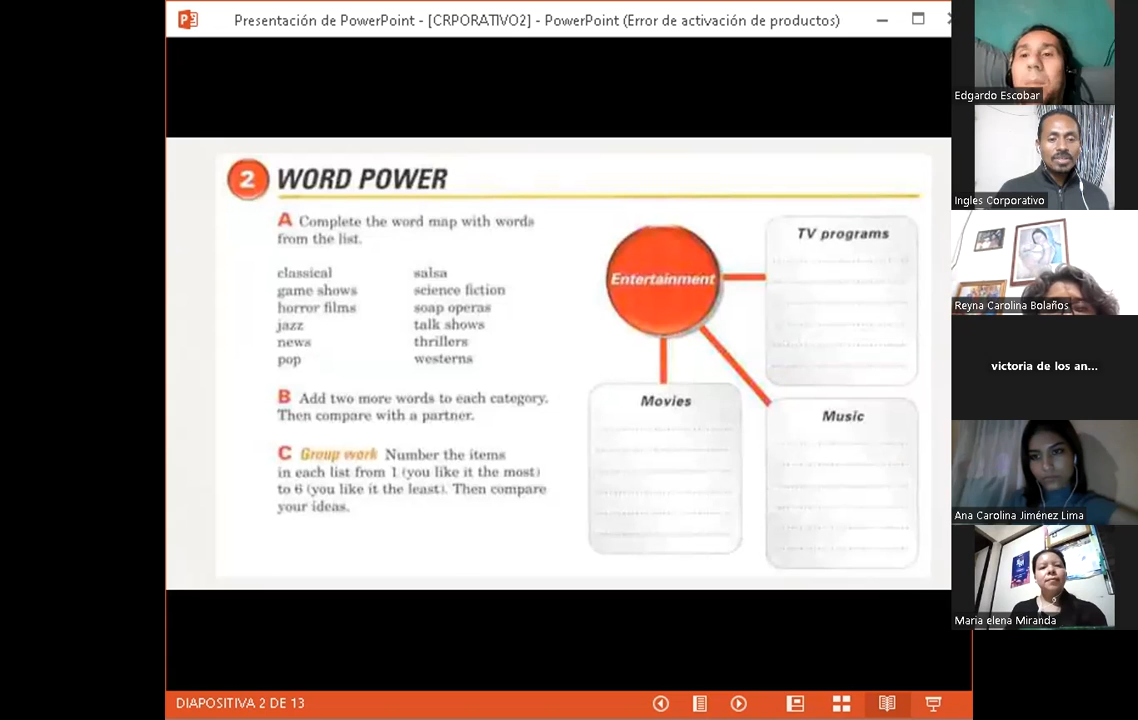 Presentación de PowerPoint - [CRPORATIVO2] - PowerPoint (Error de activación de productos)
2 WORD POWER
A Complete the word map with words
from the list.
classical
game shows
horror films
jazz
news
pop
salsa
science fiction
soap operas
talk shows
thrillers
westerns
B Add two more words to each category.
Then compare with a partner.
C Group work Number the items
in each list from 1 (you like it the most)
to 6 (you like it the least). Then compare
your ideas.
Entertainment
TV programs
Movies
Music
DIAPOSITIVA 2 DE 13
Edgardo Escobar
Ingles Corporativo
Reyna Carolina Bolaños
victoria de los an...
Ana Carolina Jiménez Lima
Maria elena Miranda